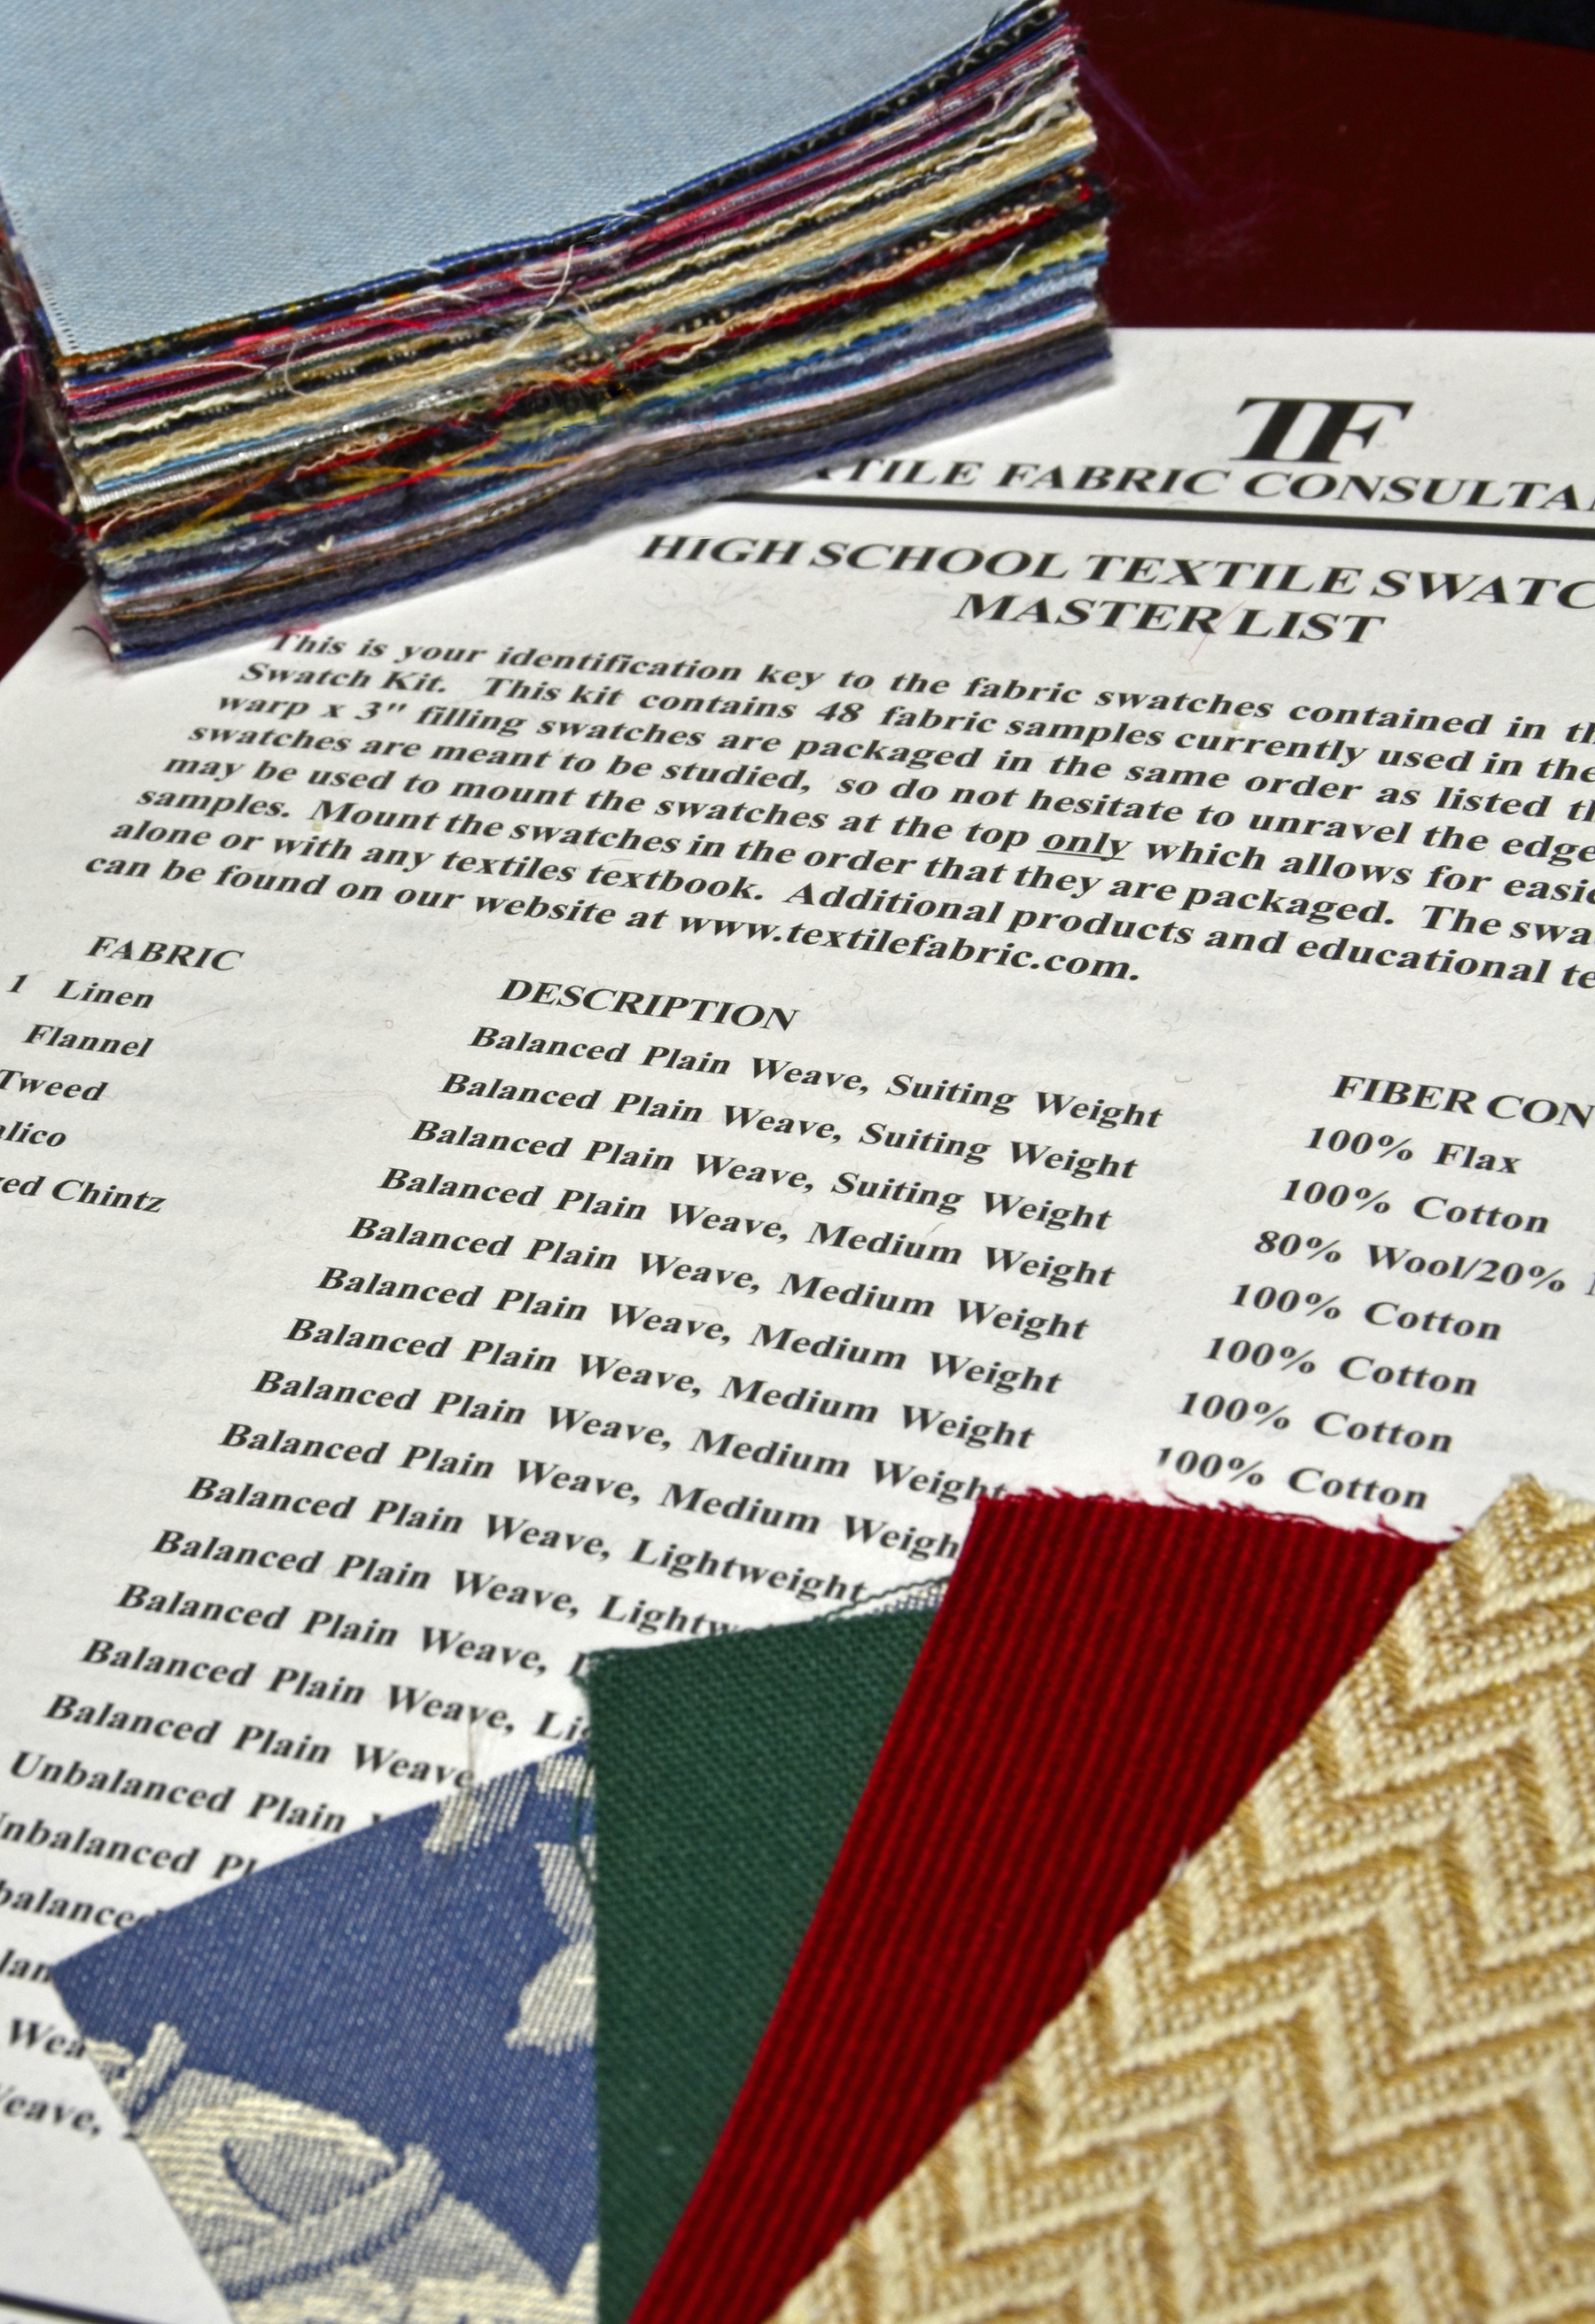 TF
TILE FABRIC CONSULTA
HIGH SCHOOL TEXTILE SWATC
MASTER LIST
This is your identification key to the fabric swatches contained in th
Swatch Kit. This kit contains 48 fabric samples currently used in the
warp x 3" filling swatches are packaged in the same order as listed th
swatches are meant to be studied, so do not hesitate to unravel the edge
may be used to mount the swatches at the top only which allows for easie
samples. Mount the swatches in the order that they are packaged. The swa
alone or with any textiles textbook. Additional products and educational te
can be found on our website at www.textilefabric.com.
FABRIC DESCRIPTION FIBER CON
1 Linen Balanced Plain Weave, Suiting Weight 100% Flax
Flannel Balanced Plain Weave, Suiting Weight 100% Cotton
Tweed Balanced Plain Weave, Suiting Weight 80% Wool/20%
lico Balanced Plain Weave, Medium Weight 100% Cotton
zed Chintz Balanced Plain Weave, Medium Weight 100% Cotton
Balanced Plain Weave, Medium Weight 100% Cotton
Balanced Plain Weave, Medium Weight 100% Cotton
Balanced Plain Weave, Medium Weight
Balanced Plain Weave, Medium Weigh
Balanced Plain Weave, Lightweight
Balanced Plain Weave, Lightw
Balanced Plain Weave,
Balanced Plain Weave, Li
Balanced Plain Weave
Unbalanced Plain
nbalanced Pl
balanced
lan
Wea
eave,